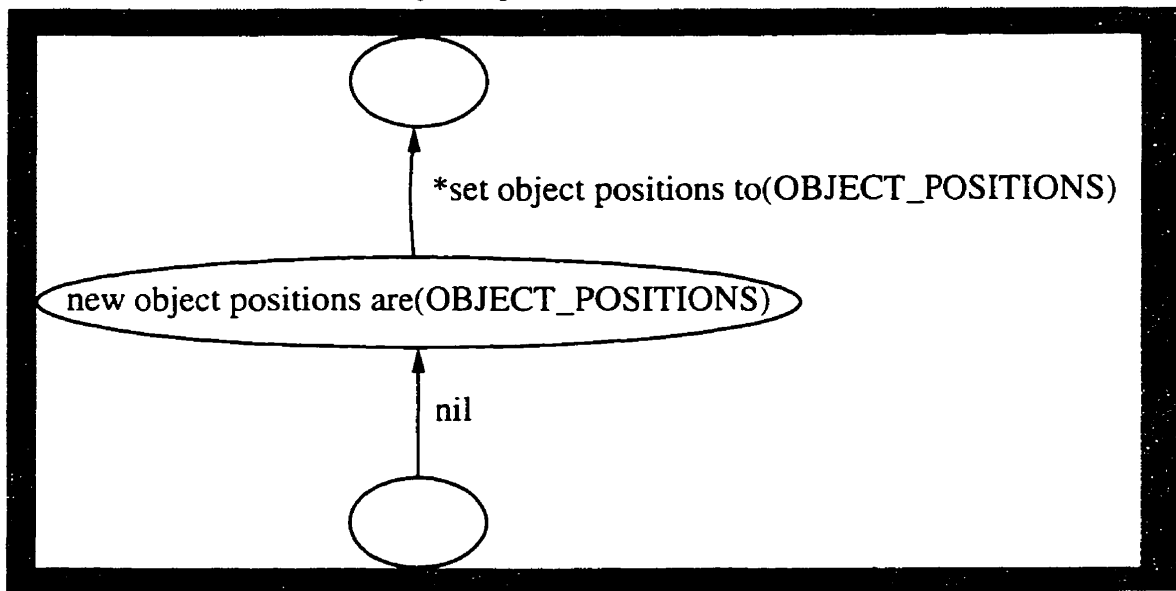 *set object positions to(OBJECT_POSITIONS)
new object positions are(OBJECT_POSITIONS)
nil